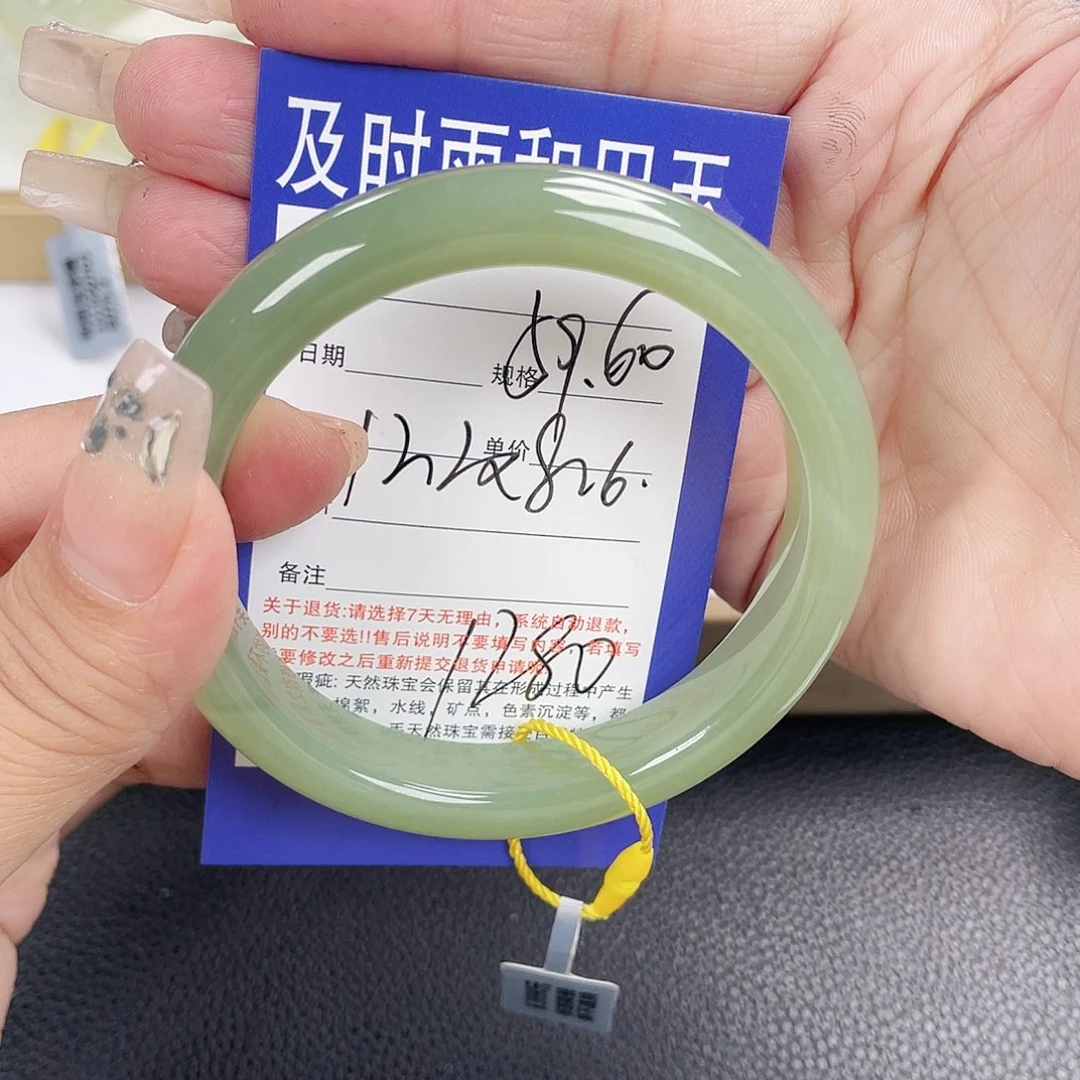 及时雨和田玉
日期
规格 59.60
单价
12.2x8.26.
备注
关于退货:请选择7天无理由，系统自动退款，
别的不要选!!售后说明不要填写内容，若填写
要修改之后重新提交退货申请
1280
瑕疵: 天然珠宝会保留其在形成过程中产生
棉絮，水线，矿点，色素沉淀等，都
天然珠宝需接